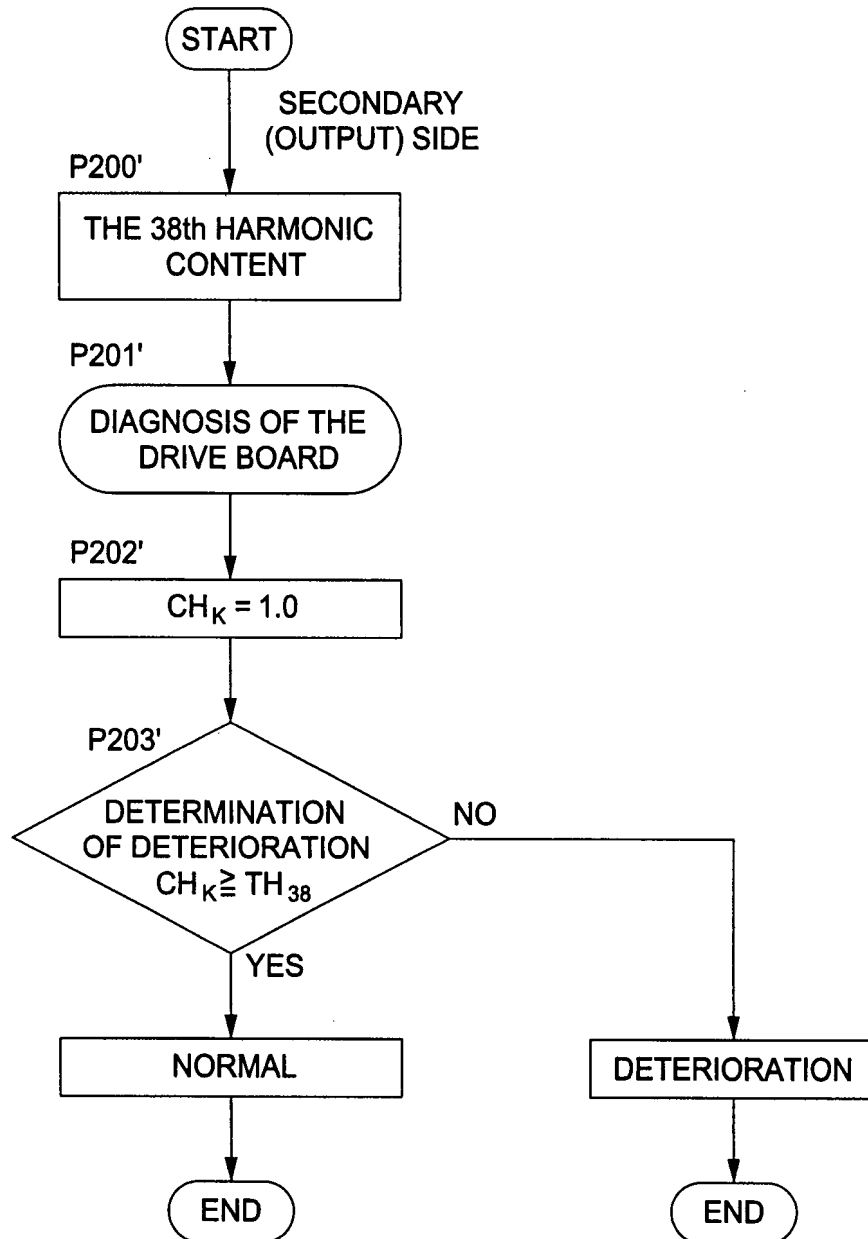 START
SECONDARY
(OUTPUT) SIDE
P200'
THE 38th HARMONIC
CONTENT
P201'
DIAGNOSIS OF THE
DRIVE BOARD
P202'
CH_K = 1.0
P203'
DETERMINATION
OF DETERIORATION
CH_K ≧ TH_38
NO
YES
NORMAL
DETERIORATION
END
END